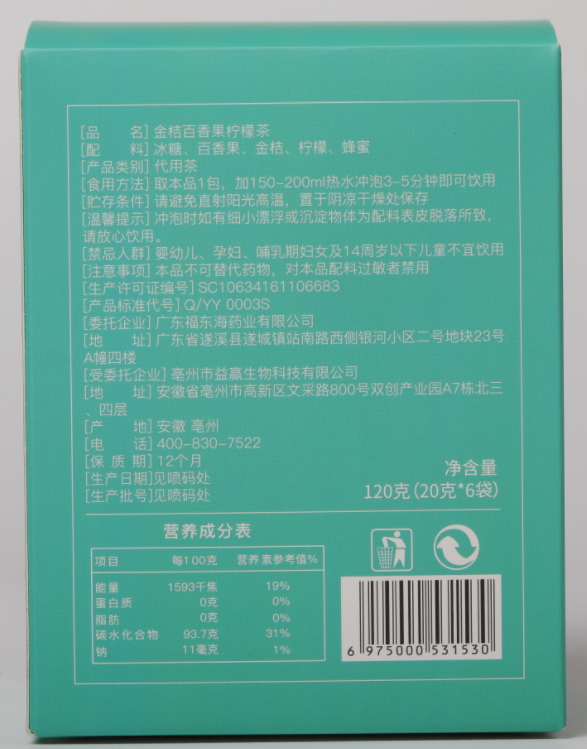 [品 名] 金桔百香果柠檬茶
[配 料] 冰糖、百香果、金桔、柠檬、蜂蜜
[产品类别] 代用茶
[食用方法] 取本品1包，加150-200ml热水冲泡3-5分钟即可饮用
[贮存条件] 请避免直射阳光高温，置于阴凉干燥处保存
[温馨提示] 冲泡时如有细小漂浮或沉淀物体为配料表皮脱落所致，
请放心饮用。
[禁忌人群] 婴幼儿、孕妇、哺乳期妇女及14周岁以下儿童不宜饮用
[注意事项] 本品不可替代药物，对本品配料过敏者禁用
[生产许可证编号] SC10634161106683
[产品标准代号] Q/YY 0003S
[委托企业] 广东福东海药业有限公司
[地 址] 广东省遂溪县遂城镇站南路西侧银河小区二号地块23号
A幢四楼
[受委托企业] 亳州市益赢生物科技有限公司
[地 址] 安徽省亳州市高新区文采路800号双创产业园A7栋北三
、四层
[产 地] 安徽 亳州
[电 话] 400-830-7522
[保 质 期] 12个月
[生产日期] 见喷码处
[生产批号] 见喷码处
净含量
120克(20克*6袋)
营养成分表
项目 每100克 营养素参考值%
能量 1593千焦 19%
蛋白质 0克 0%
脂肪 0克 0%
碳水化合物 93.7克 31%
钠 11毫克 1%
6 975000 531530